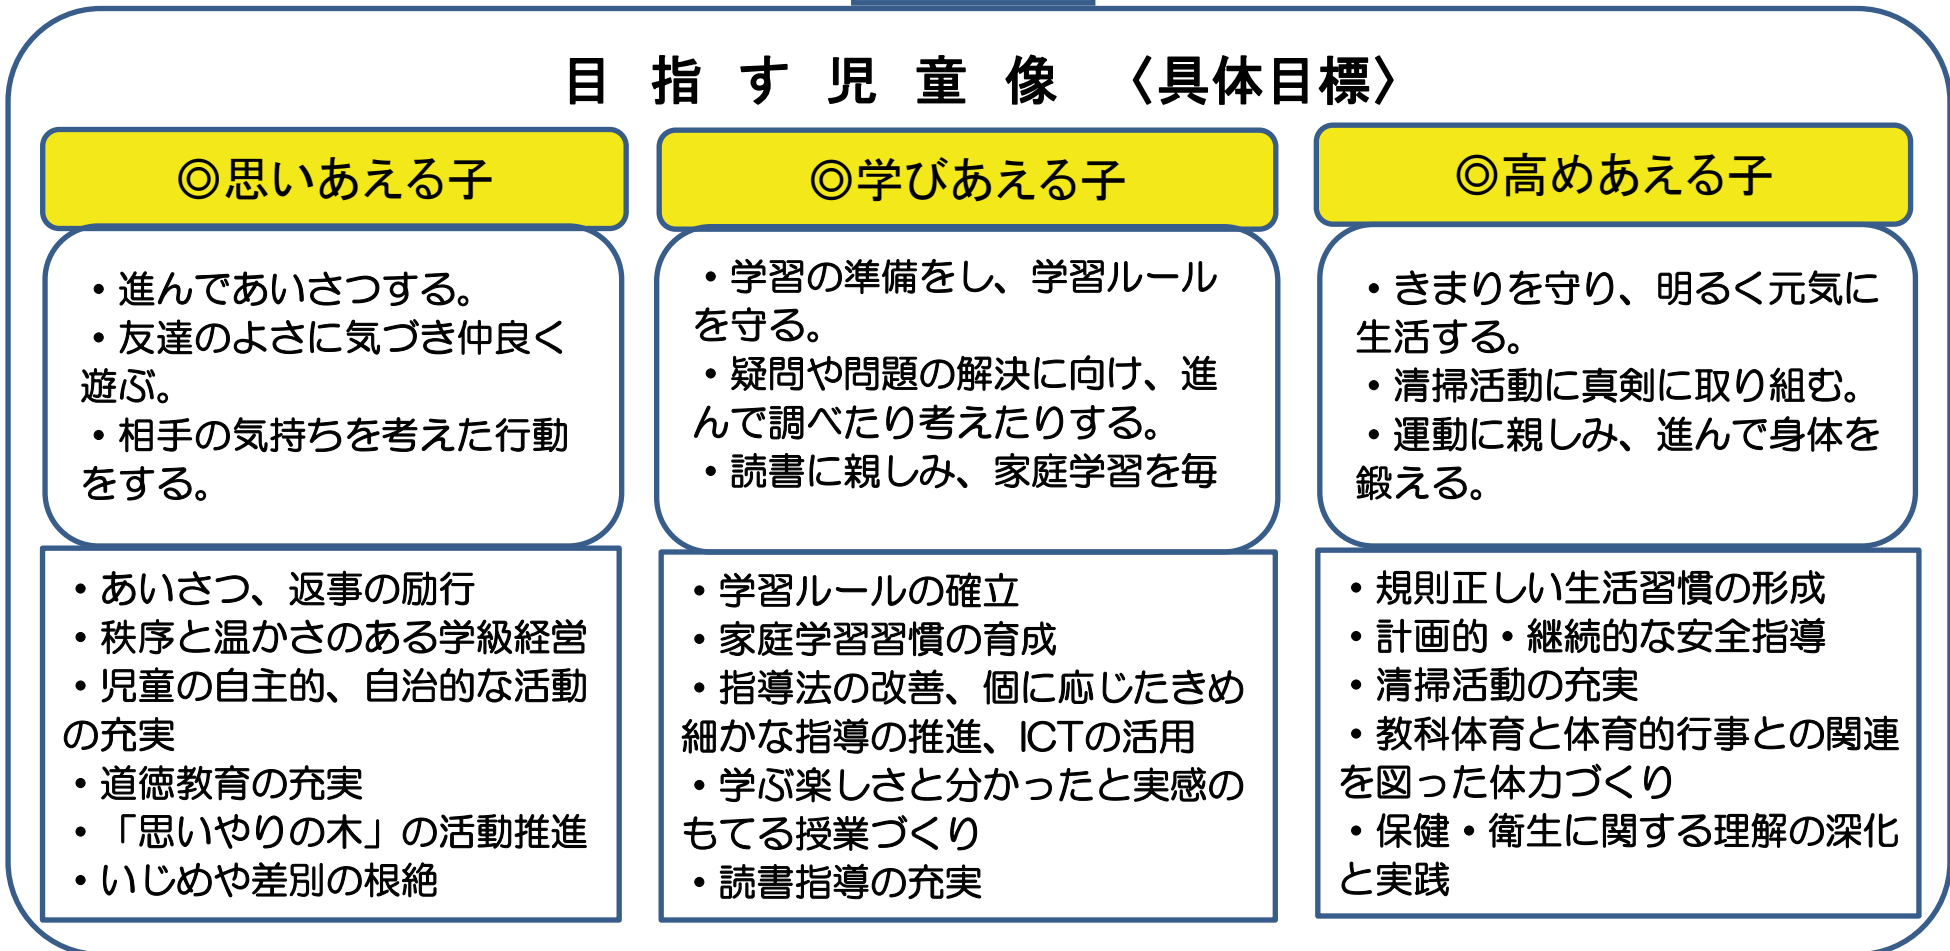 目指す児童像 〈具体目標〉
◎思いあえる子
・進んであいさつする。
・友達のよさに気づき仲良く
遊ぶ。
・相手の気持ちを考えた行動
をする。
・あいさつ、返事の励行
・秩序と温かさのある学級経営
・児童の自主的、自治的な活動
の充実
・道徳教育の充実
・「思いやりの木」の活動推進
・いじめや差別の根絶
◎学びあえる子
・学習の準備をし、学習ルール
を守る。
・疑問や問題の解決に向け、進
んで調べたり考えたりする。
・読書に親しみ、家庭学習を毎
・学習ルールの確立
・家庭学習習慣の育成
・指導法の改善、個に応じたきめ
細かな指導の推進、ICTの活用
・学ぶ楽しさと分かったと実感の
もてる授業づくり
・読書指導の充実
◎高めあえる子
・きまりを守り、明るく元気に
生活する。
・清掃活動に真剣に取り組む。
・運動に親しみ、進んで身体を
鍛える。
・規則正しい生活習慣の形成
・計画的・継続的な安全指導
・清掃活動の充実
・教科体育と体育的行事との関連
を図った体力づくり
・保健・衛生に関する理解の深化
と実践